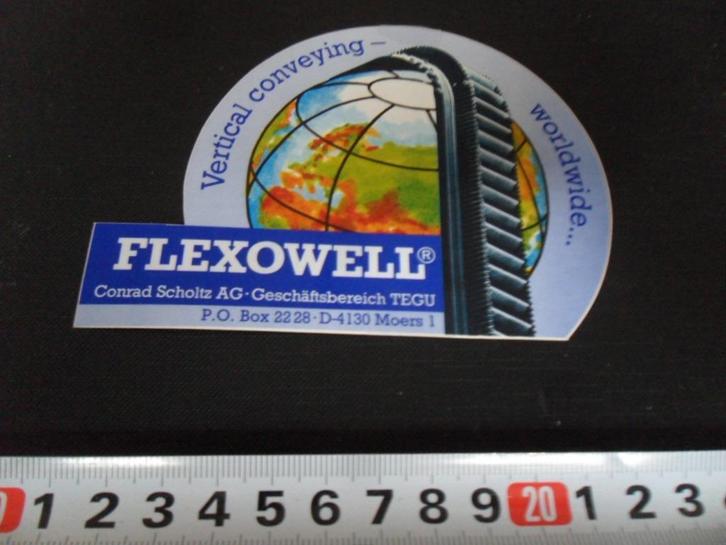 Vertical conveying –
worldwide...
FLEXOWELL®
Conrad Scholtz AG · Geschäftsbereich TEGU
P.O. Box 22 28 · D-4130 Moers 1
1 2 3 4 5 6 7 8 9 20 1 2 3